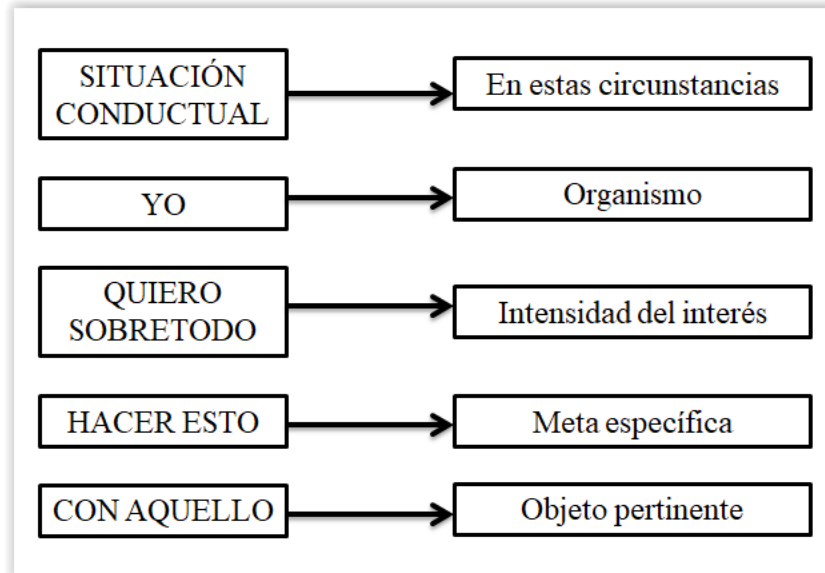 SITUACIÓN
CONDUCTUAL
En estas circunstancias
YO
Organismo
QUIERO
SOBRETODO
Intensidad del interés
HACER ESTO
Meta específica
CON AQUELLO
Objeto pertinente